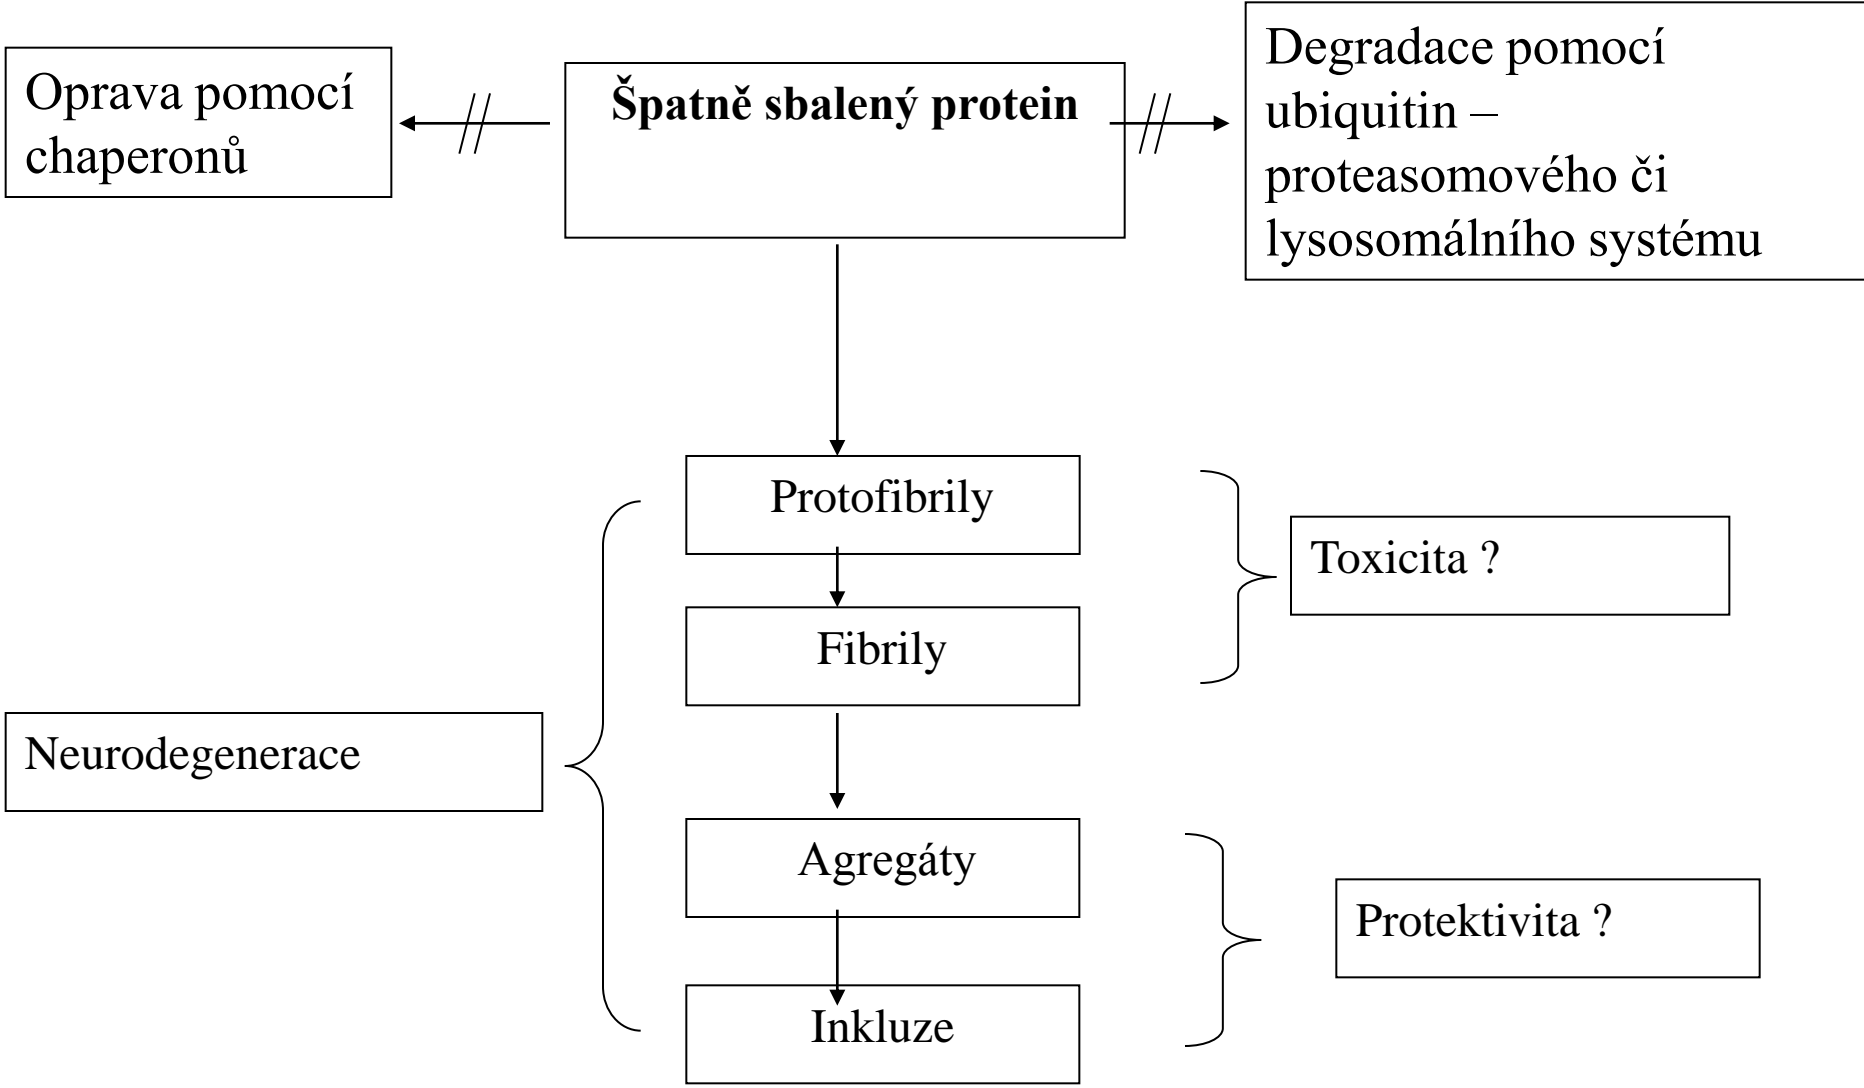 Oprava pomocí
chaperonů
Špatně sbalený protein
Degradace pomocí
ubiquitin –
proteasomového či
lysosomálního systému
Protofibrily
Toxicita ?
Fibrily
Neurodegenerace
Agregáty
Protektivita ?
Inkluze